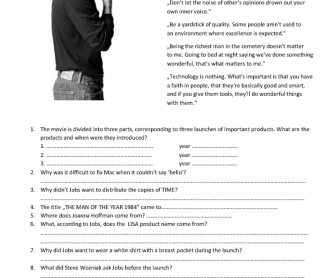 „Don't let the noise of other's opinions drown out your
own inner voice."
„Be a yardstick of quality. Some people aren't used to
an environment where excellence is expected."
„Being the richest man in the cemetery doesn't matter
to me. Going to bed at night saying we've done something
wonderful, that's what matters to me."
„Technology is nothing. What's important is that you have
a faith in people, that they're basically good and smart,
and if you give them tools, they'll do wonderful things
with them."
1. The movie is divided into three parts, corresponding to three launches of important products. What are the
products and when were they introduced?
1. ................................ year ........................
2. ................................ year ........................
3. ................................ year ........................
2. Why was it difficult to fix Mac when it couldn't say 'hello'?
3. Why didn't Jobs want to distribute the copies of TIME?
4. The title „THE MAN OF THE YEAR 1984" came to................................
5. Where does Joanna Hoffman come from? ................................
6. What, according to Jobs, does the LISA product name come from?
7. Why did Jobs want to wear a white shirt with a breast pocket during the launch?
8. What did Steve Wozniak ask Jobs before the launch?